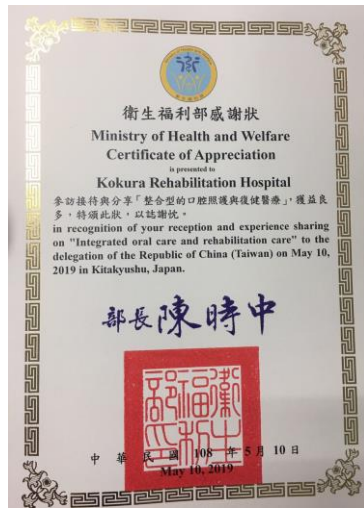 衛生福利部感謝狀
Ministry of Health and Welfare
Certificate of Appreciation
is presented to
Kokura Rehabilitation Hospital
參訪接待與分享「整合型的口腔照護與復健醫療」，獲益良
多，特頒此狀，以誌謝忱。
in recognition of your reception and experience sharing
on "Integrated oral care and rehabilitation care" to the
delegation of the Republic of China (Taiwan) on May 10,
2019 in Kitakyushu, Japan.
部長陳時中
衛生福利部印
中華民國 108 年 5 月 10 日
May 10, 2019